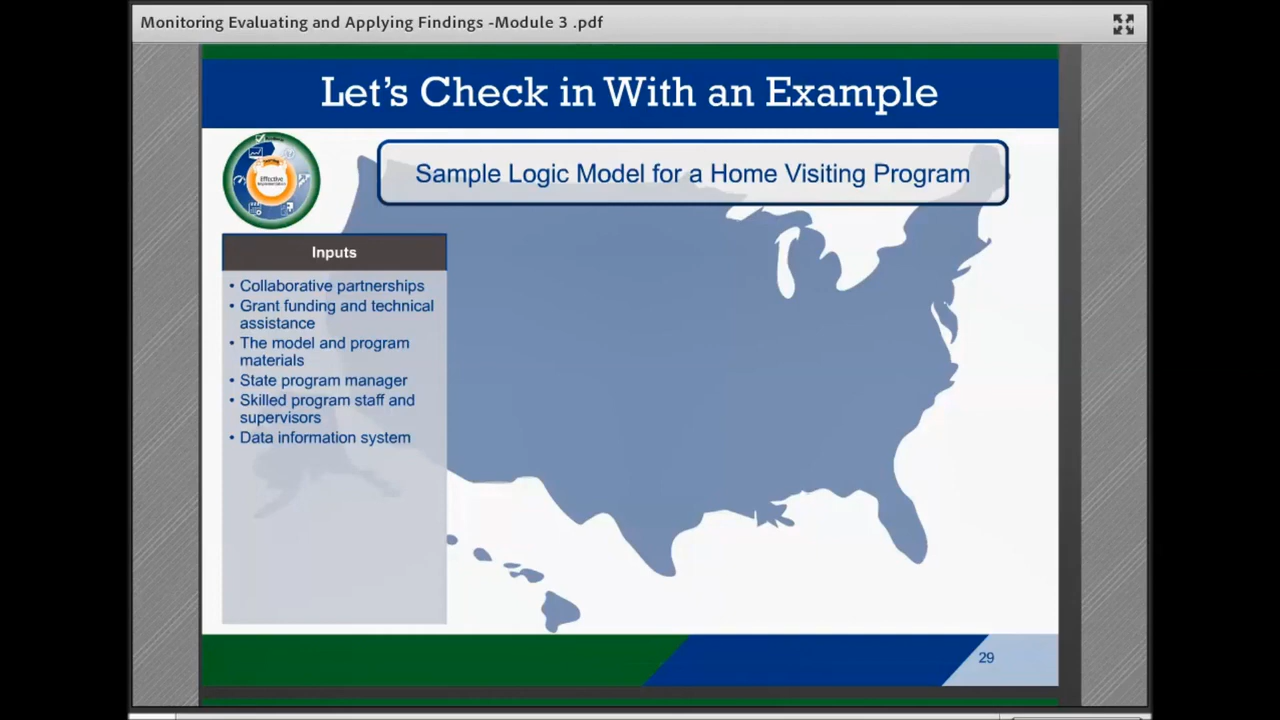 Monitoring Evaluating and Applying Findings -Module 3 .pdf
Let's Check in With an Example
Effective
Sample Logic Model for a Home Visiting Program
Inputs
• Collaborative partnerships
• Grant funding and technical
assistance
• The model and program
materials
• State program manager
• Skilled program staff and
supervisors
• Data information system
29